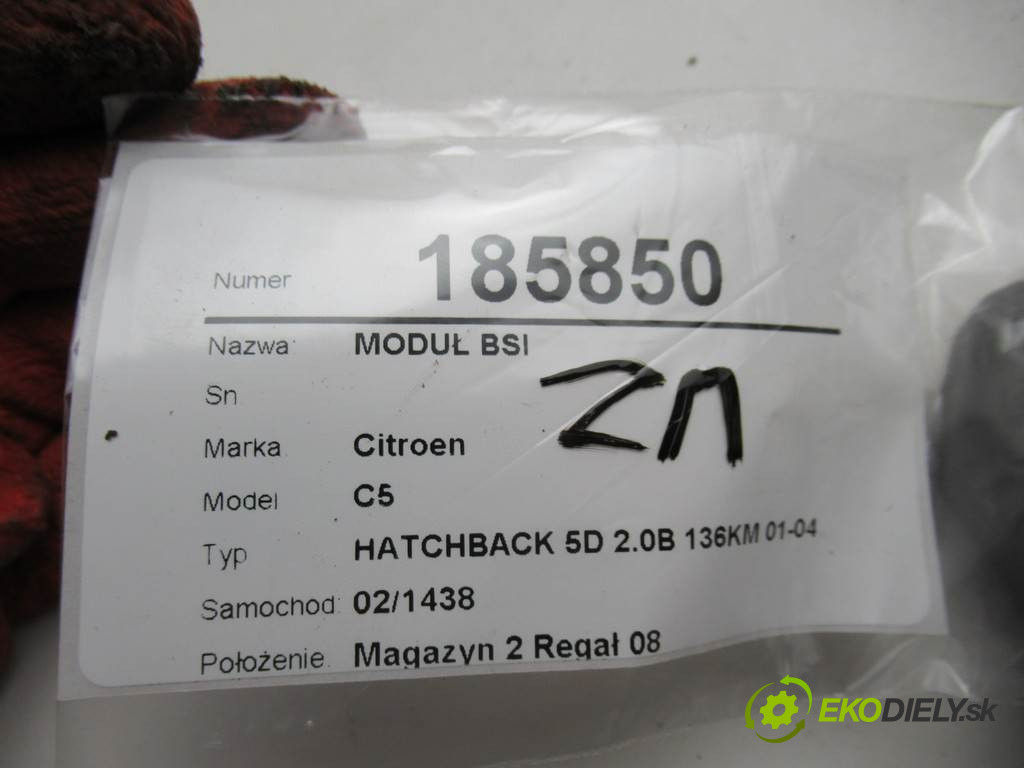 Numer 185850
Nazwa MODUŁ BSI
Sn
Marka Citroen
Model C5
Typ HATCHBACK 5D 2.0B 136KM 01-04
Samochod: 02/1438
Położenie. Magazyn 2 Regał 08
EKODIELY.sk